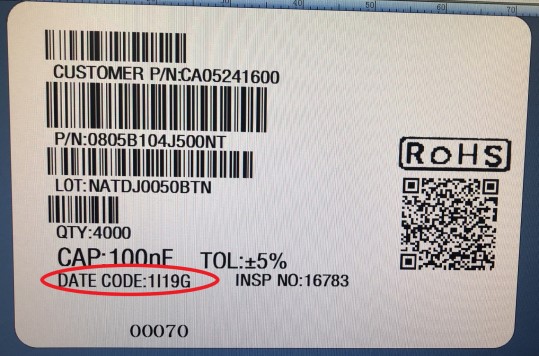 CUSTOMER P/N:CA05241600
P/N:0805B104J500NT
LOT:NATDJ0050BTN
QTY:4000
RoHS
CAP:100nF TOL:±5%
DATE CODE:1I19G INSP NO:16783
00070